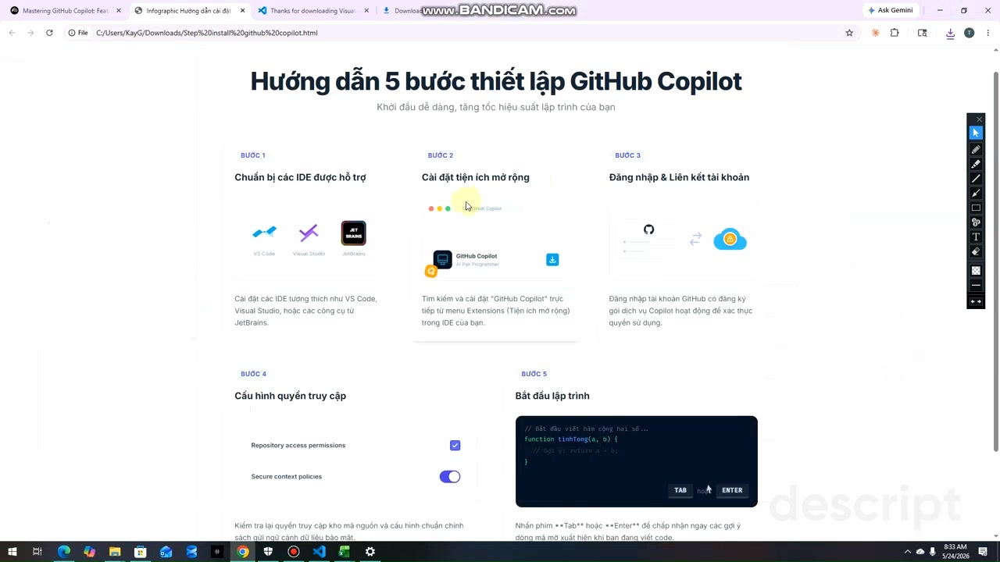 Mastering GitHub Copilot: Feat
Infographic Hướng dẫn cài đặt
Thanks for downloading Visual
Downloa
www.BANDICAM.com
Ask Gemini
File
C:/Users/KayG/Downloads/Step%20install%20github%20copilot.html
T
Hướng dẫn 5 bước thiết lập GitHub Copilot
Khởi đầu dễ dàng, tăng tốc hiệu suất lập trình của bạn
BƯỚC 1
Chuẩn bị các IDE được hỗ trợ
JET
BRAINS
VS Code
Visual Studio
JetBrains
Cài đặt các IDE tương thích như VS Code,
Visual Studio, hoặc các công cụ từ
JetBrains.
BƯỚC 2
Cài đặt tiện ích mở rộng
GitHub Copilot
GitHub Copilot
AI Pair Programmer
Tìm kiếm và cài đặt "GitHub Copilot" trực
tiếp từ menu Extensions (Tiện ích mở rộng)
trong IDE của bạn.
BƯỚC 3
Đăng nhập & Liên kết tài khoản
Đăng nhập tài khoản GitHub có đăng ký
gói dịch vụ Copilot hoạt động để xác thực
quyền sử dụng.
BƯỚC 4
Cấu hình quyền truy cập
Repository access permissions
Secure context policies
Kiểm tra lại quyền truy cập kho mã nguồn và cấu hình chuẩn chính
sách gửi ngữ cảnh dữ liệu bảo mật.
BƯỚC 5
Bắt đầu lập trình
// Bắt đầu viết hàm cộng hai số...
function tinhTong(a, b) {
// Gợi ý: return a + b;
}
TAB
hoặc
ENTER
Nhấn phím **Tab** hoặc **Enter** để chấp nhận ngay các gợi ý
dòng mã mờ xuất hiện khi bạn đang viết code.
descript
T
8:33 AM
5/24/2026